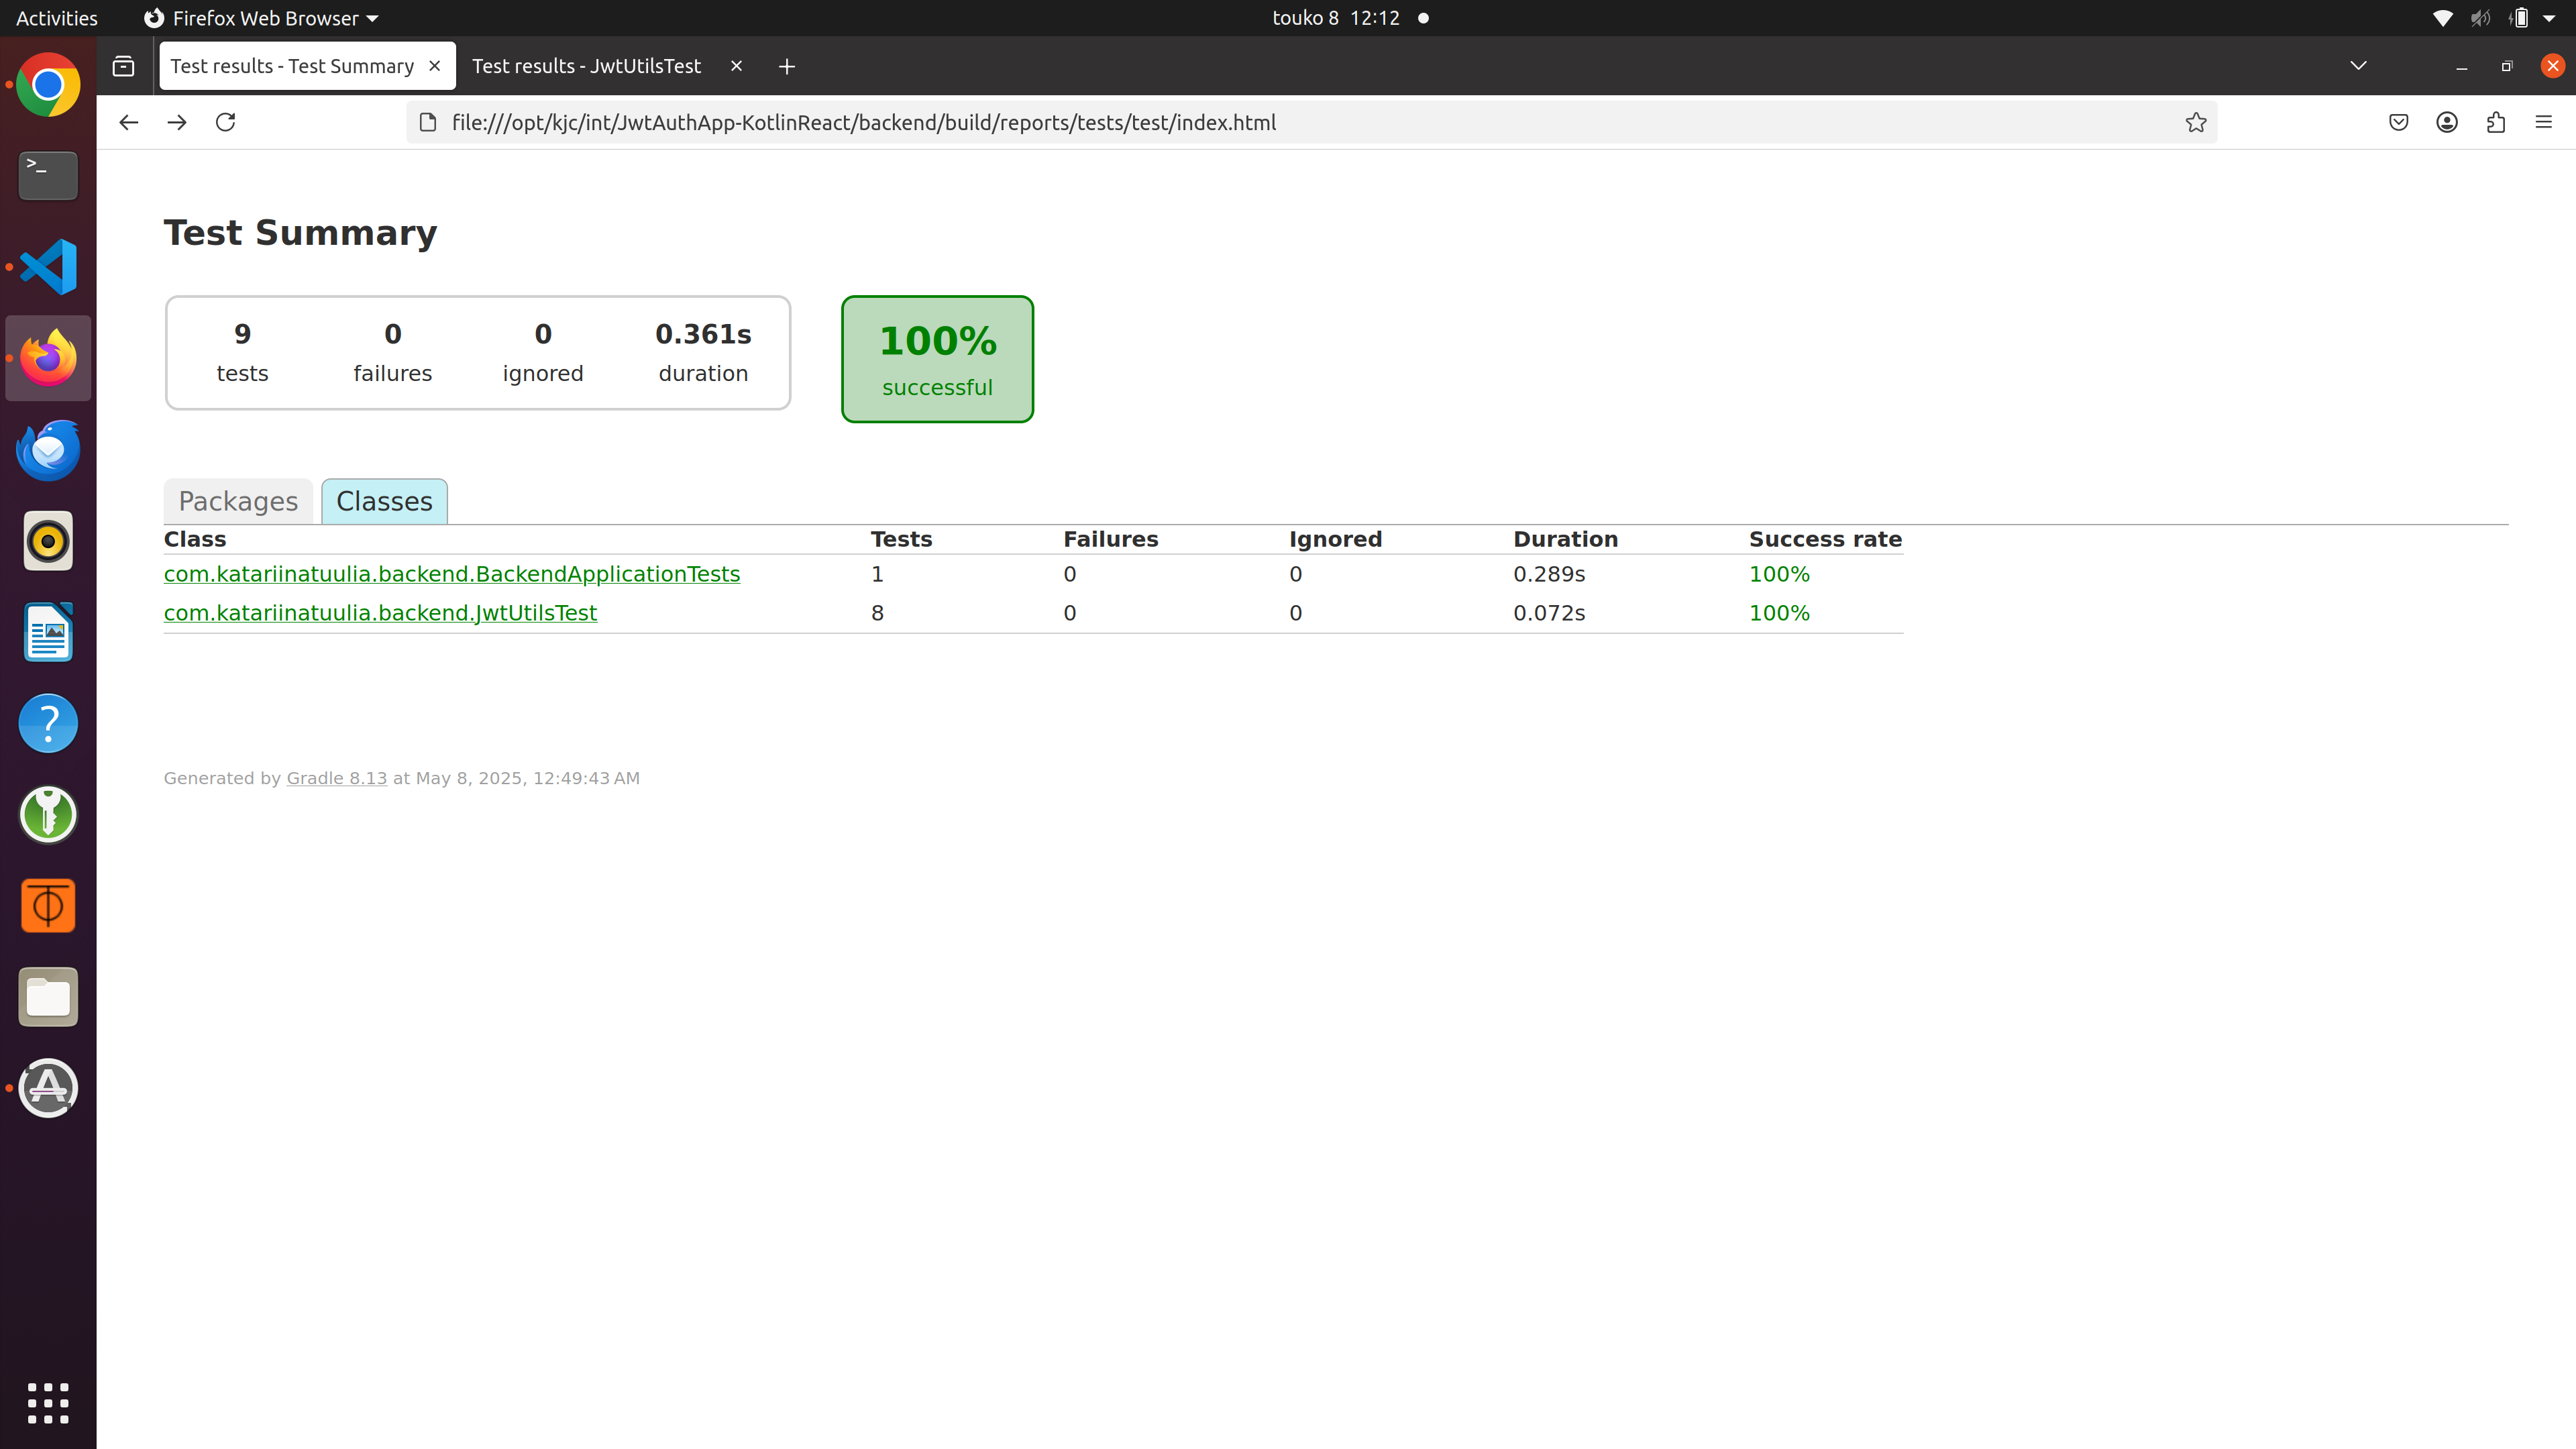 Activities
Firefox Web Browser
touko 8 12:12
Test results - Test Summary
Test results - JwtUtilsTest
file:///opt/kjc/int/JwtAuthApp-KotlinReact/backend/build/reports/tests/test/index.html
Test Summary
9 0 0 0.361s
tests failures ignored duration
100%
successful
Packages Classes
Class Tests Failures Ignored Duration Success rate
com.katariinatuulia.backend.BackendApplicationTests 1 0 0 0.289s 100%
com.katariinatuulia.backend.JwtUtilsTest 8 0 0 0.072s 100%
Generated by Gradle 8.13 at May 8, 2025, 12:49:43 AM